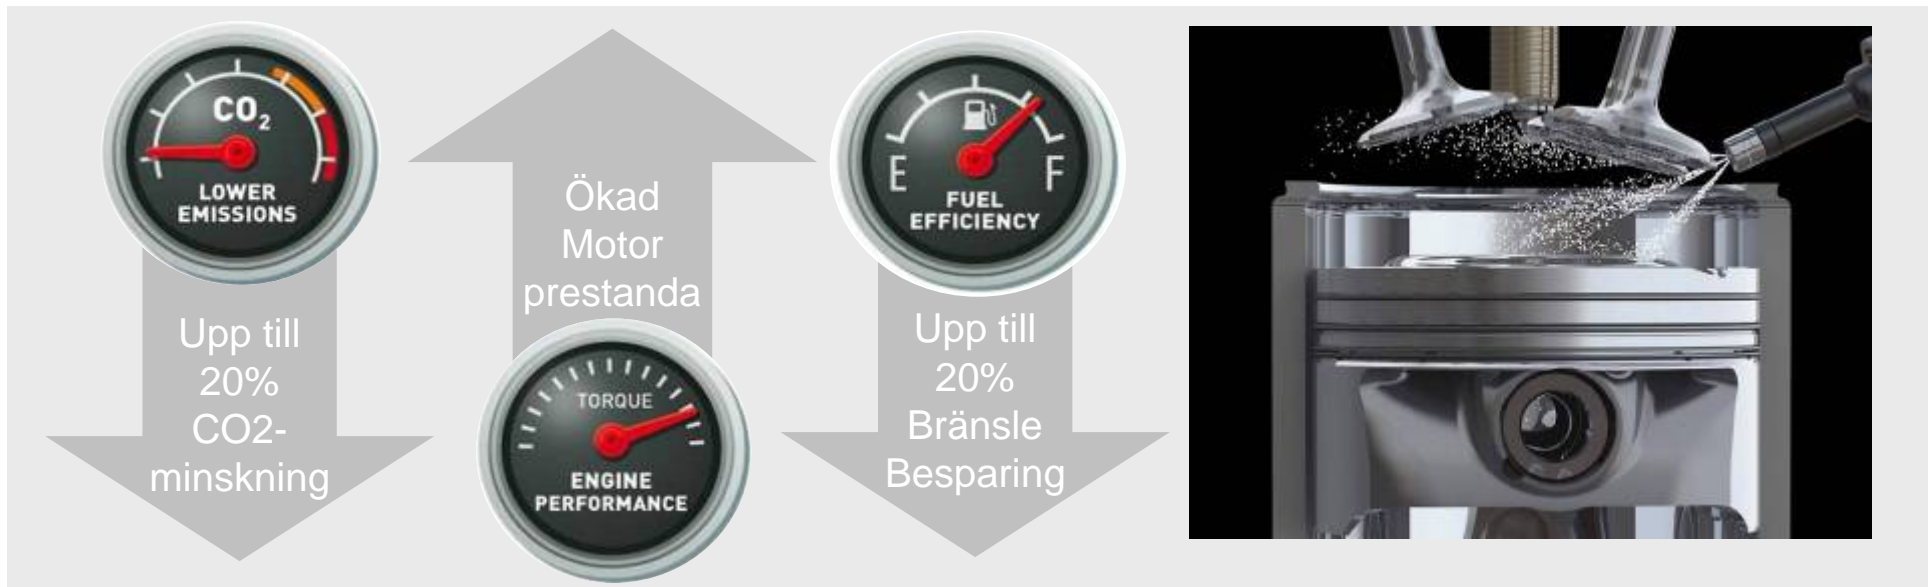 CO2
LOWER
EMISSIONS
Upp till
20%
CO2-
minskning
Ökad
Motor
prestanda
TORQUE
ENGINE
PERFORMANCE
E
F
FUEL
EFFICIENCY
Upp till
20%
Bränsle
Besparing